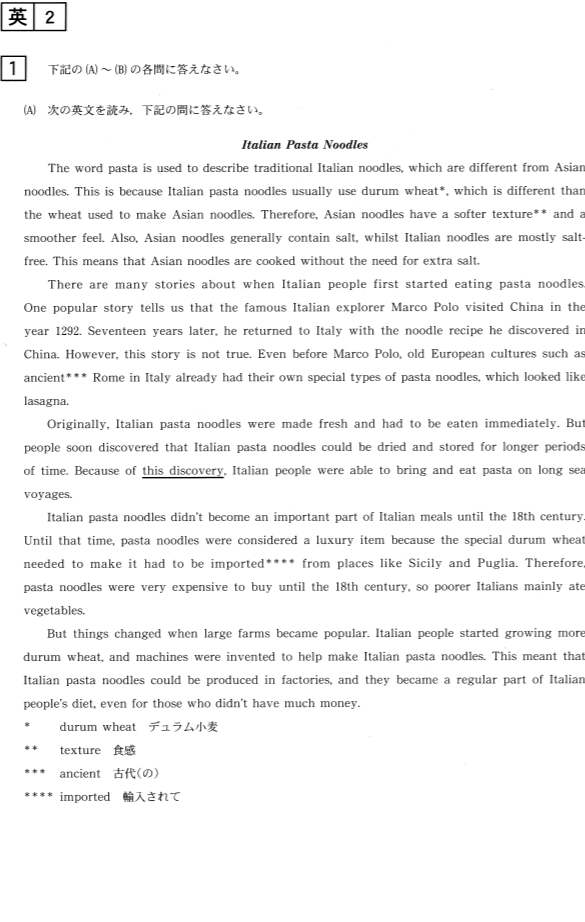 英 2
1 下記の(A)~(B)の各問に答えなさい。
(A) 次の英文を読み,下記の問に答えなさい。
Italian Pasta Noodles
The word pasta is used to describe traditional Italian noodles, which are different from Asian
noodles. This is because Italian pasta noodles usually use durum wheat*, which is different than
the wheat used to make Asian noodles. Therefore, Asian noodles have a softer texture** and a
smoother feel. Also, Asian noodles generally contain salt, whilst Italian noodles are mostly salt-
free. This means that Asian noodles are cooked without the need for extra salt.
There are many stories about when Italian people first started eating pasta noodles.
One popular story tells us that the famous Italian explorer Marco Polo visited China in the
year 1292. Seventeen years later, he returned to Italy with the noodle recipe he discovered in
China. However, this story is not true. Even before Marco Polo, old European cultures such as
ancient*** Rome in Italy already had their own special types of pasta noodles, which looked like
lasagna.
Originally, Italian pasta noodles were made fresh and had to be eaten immediately. But
people soon discovered that Italian pasta noodles could be dried and stored for longer periods
of time. Because of this discovery, Italian people were able to bring and eat pasta on long sea
voyages.
Italian pasta noodles didn't become an important part of Italian meals until the 18th century.
Until that time, pasta noodles were considered a luxury item because the special durum wheat
needed to make it had to be imported**** from places like Sicily and Puglia. Therefore,
pasta noodles were very expensive to buy until the 18th century, so poorer Italians mainly ate
vegetables.
But things changed when large farms became popular. Italian people started growing more
durum wheat, and machines were invented to help make Italian pasta noodles. This meant that
Italian pasta noodles could be produced in factories, and they became a regular part of Italian
people's diet, even for those who didn't have much money.
* durum wheat デュラム小麦
** texture 食感
*** ancient 古代(の)
**** imported 輸入されて